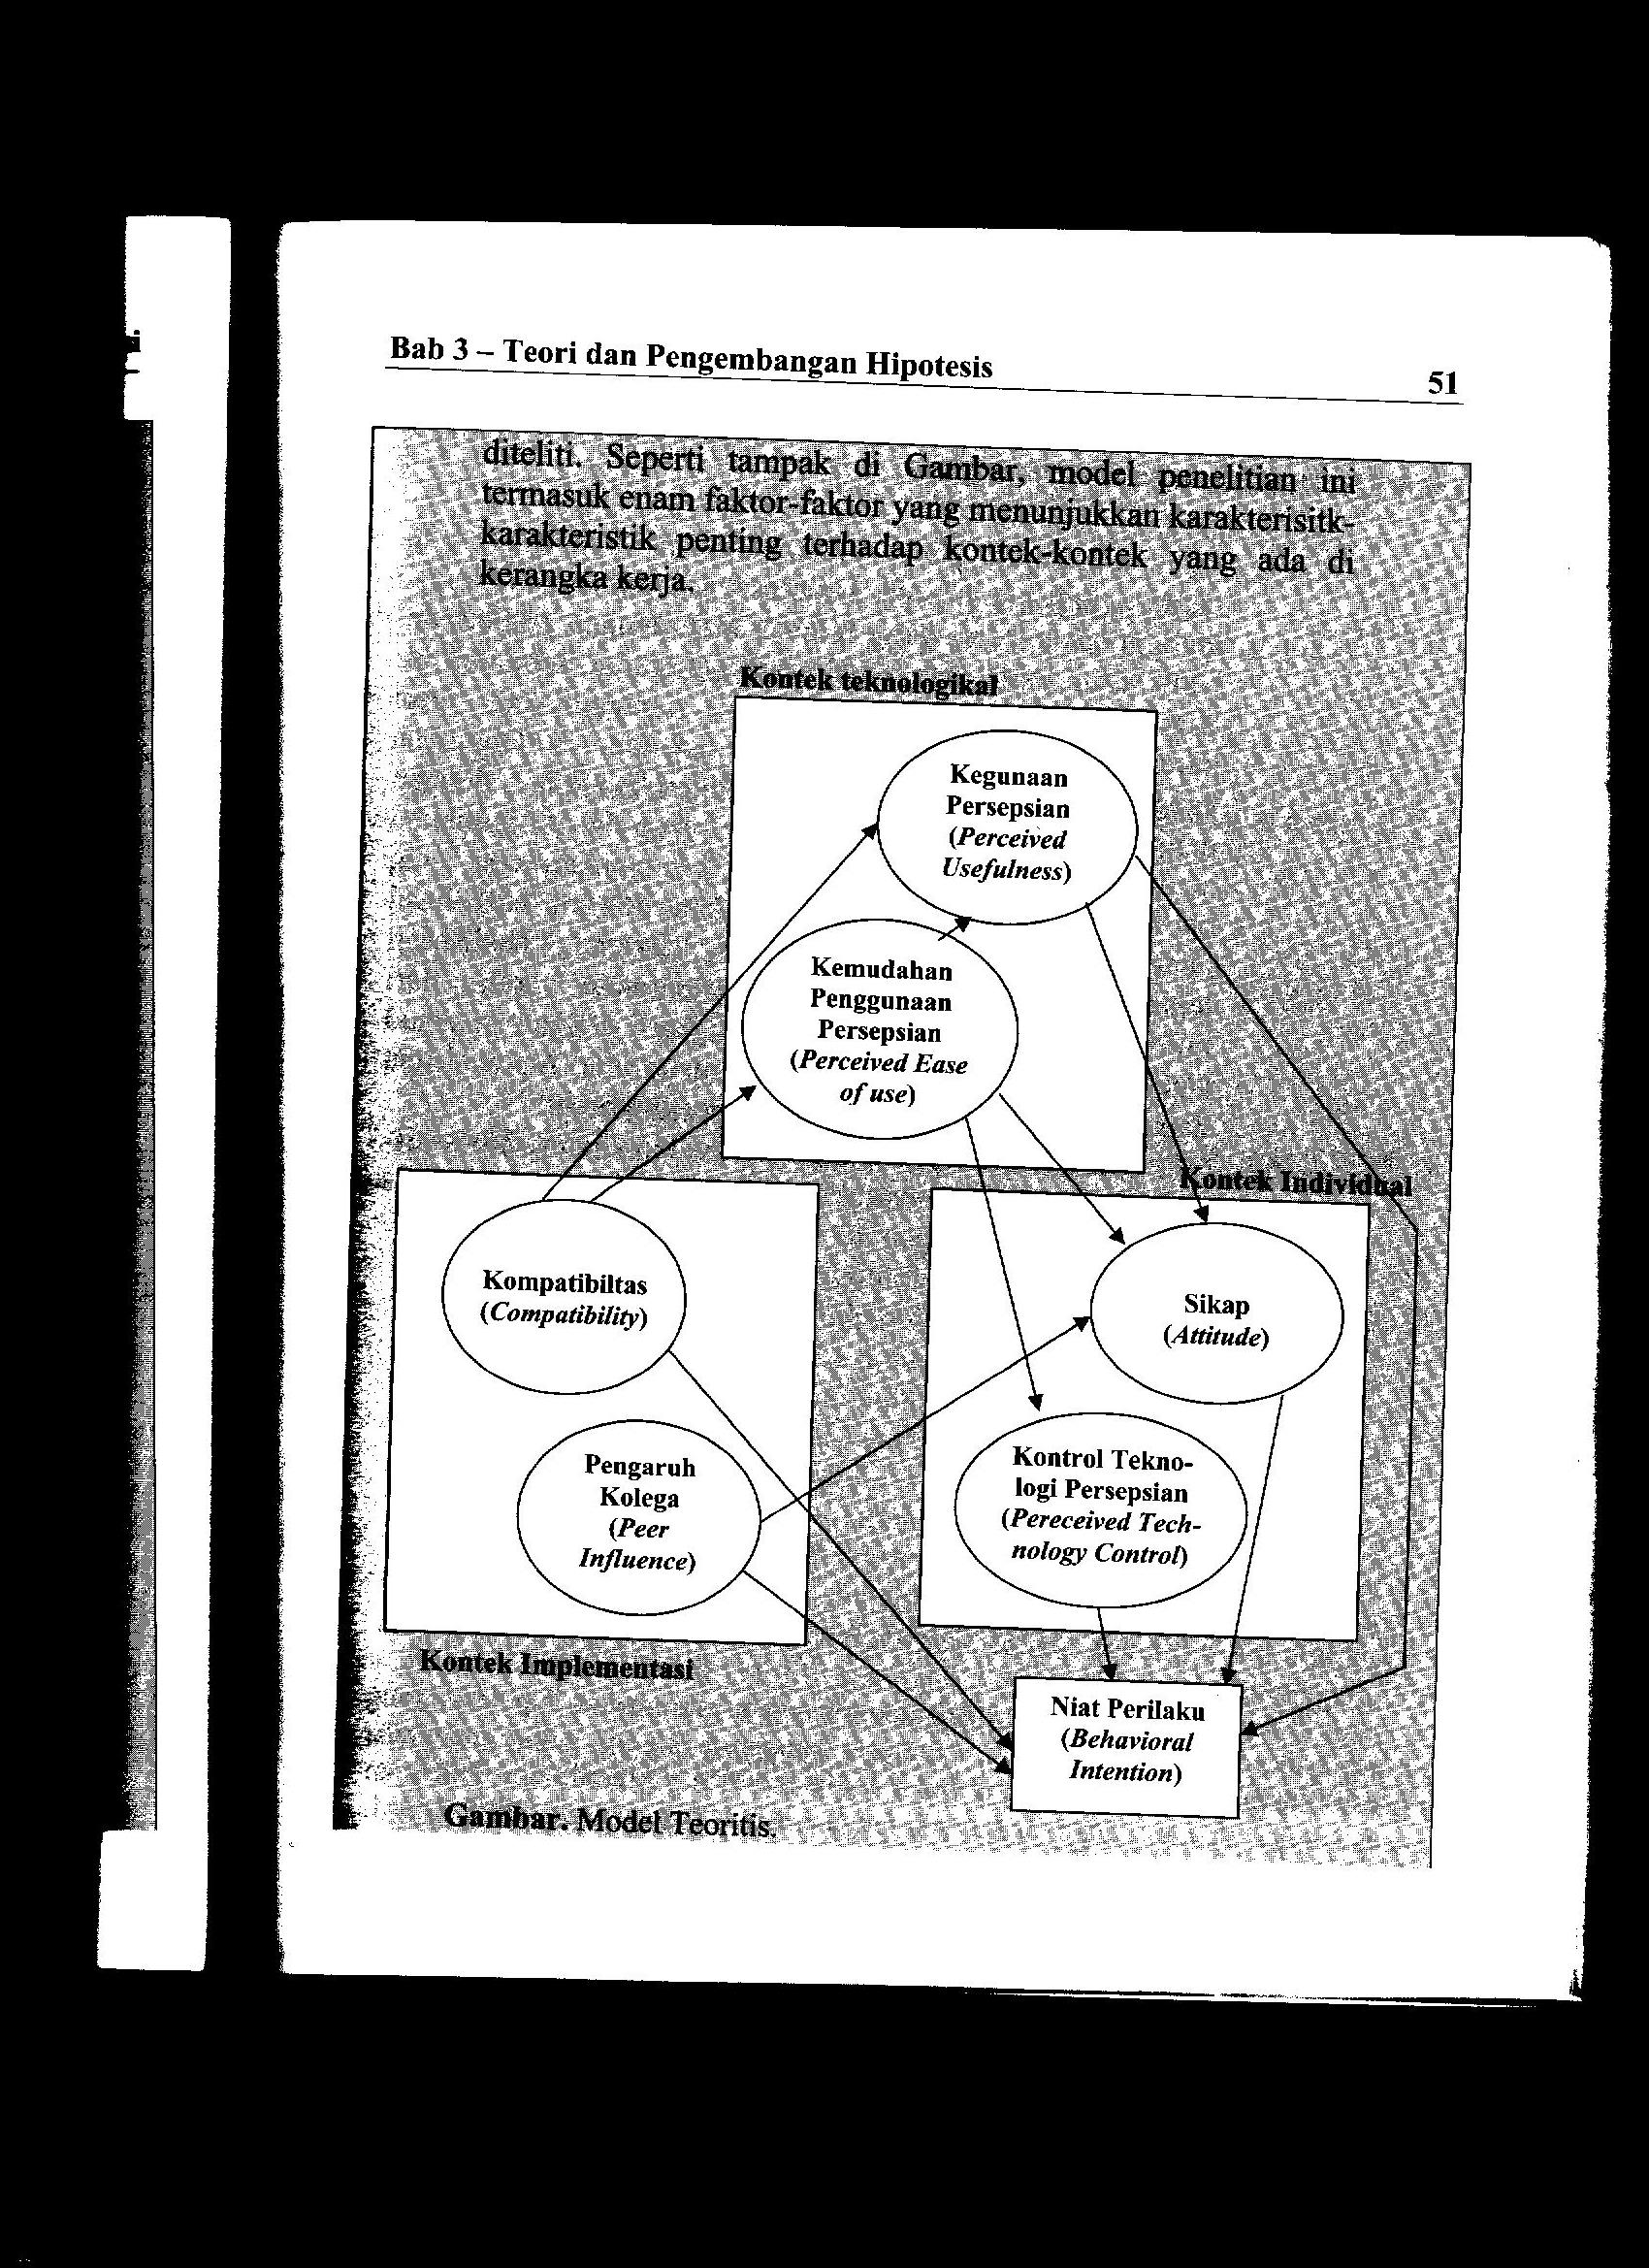 Bab 3 – Teori dan Pengembangan Hipotesis
51
diteliti. Seperti tampak di Gambar, model penelitian ini
termasuk enam faktor-faktor yang menunjukkan karakterisitk-
karakteristik penting terhadap kontek-kontek yang ada di
kerangka kerja.
Kontek teknologikal
Kegunaan
Persepsian
(Perceived
Usefulness)
Kemudahan
Penggunaan
Persepsian
(Perceived Ease
of use)
Kontek Individual
Kompatibiltas
(Compatibility)
Sikap
(Attitude)
Pengaruh
Kolega
(Peer
Influence)
Kontrol Tekno-
logi Persepsian
(Pereceived Tech-
nology Control)
Kontek Implementasi
Niat Perilaku
(Behavioral
Intention)
Gambar. Model Teoritis.